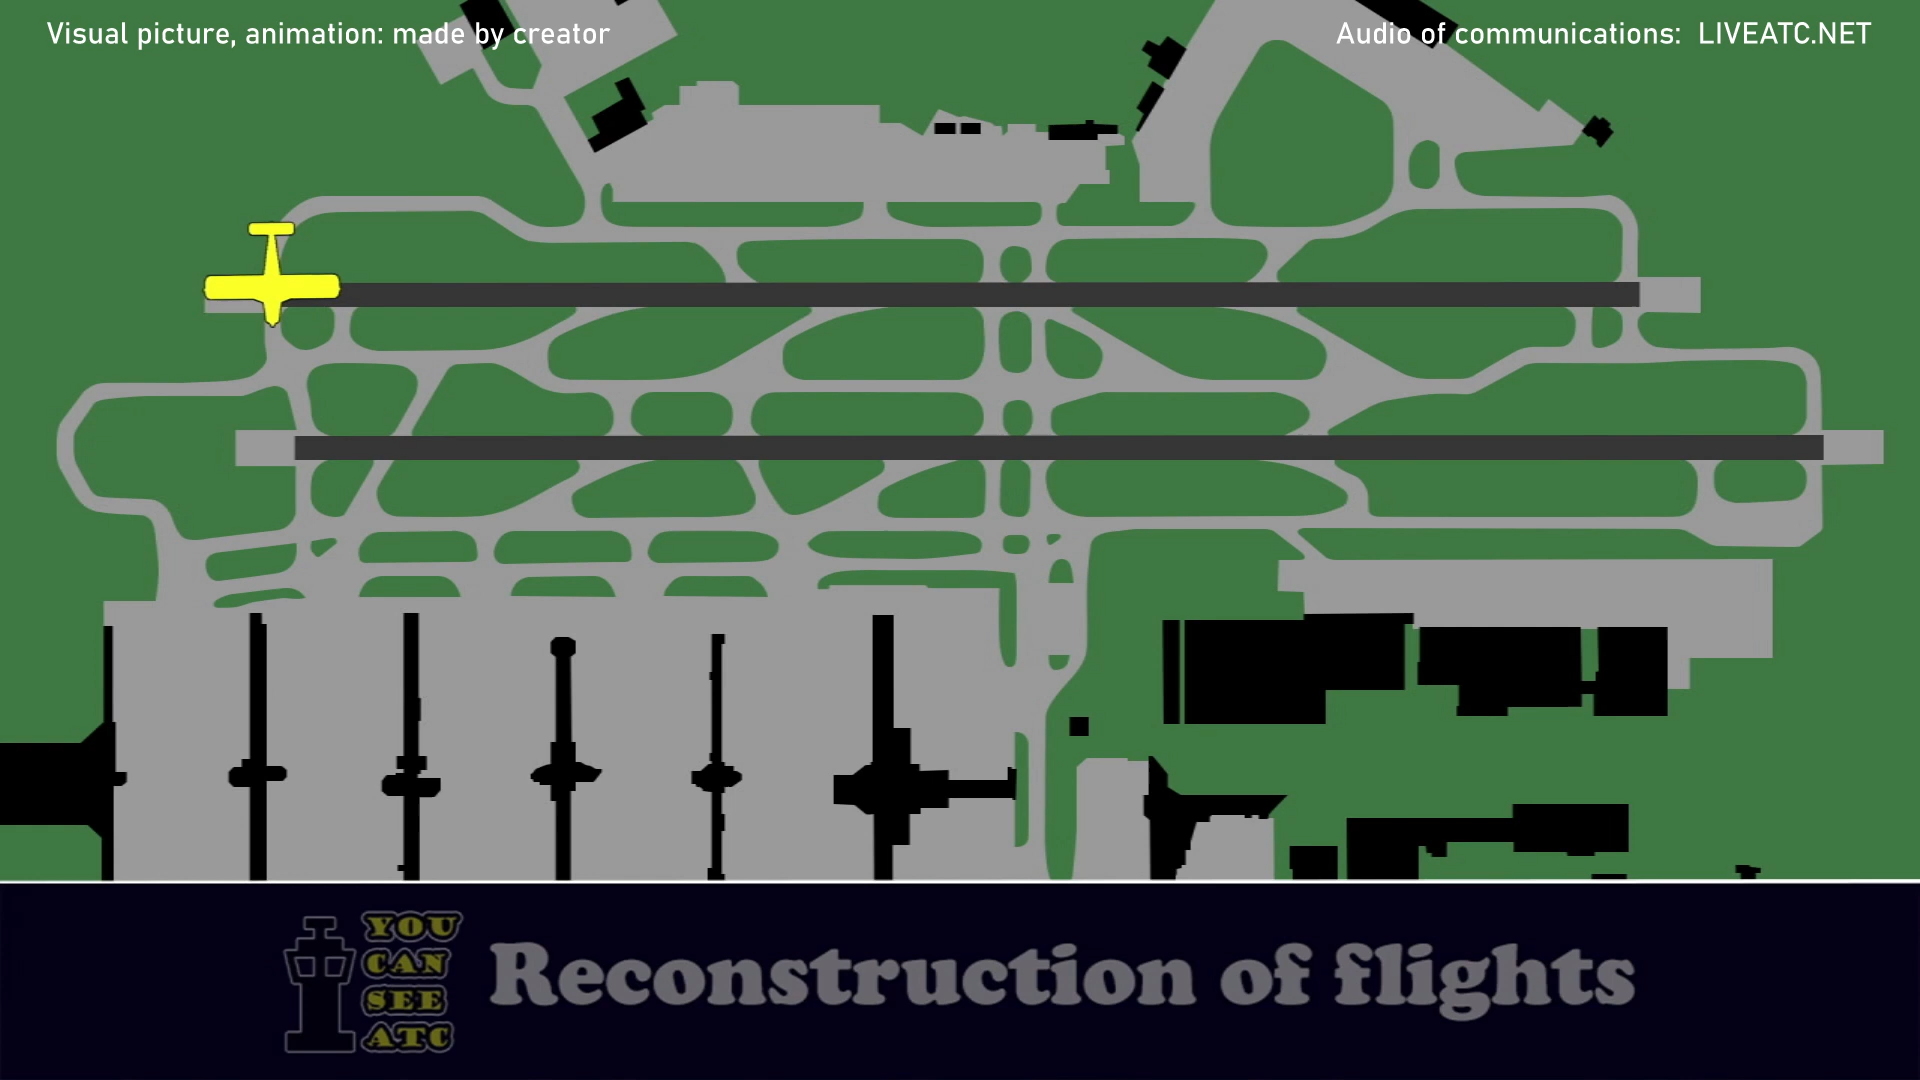 Visual picture, animation: made by creator
Audio of communications: LIVEATC.NET
YOU
CAN
SEE
ATC
Reconstruction of flights